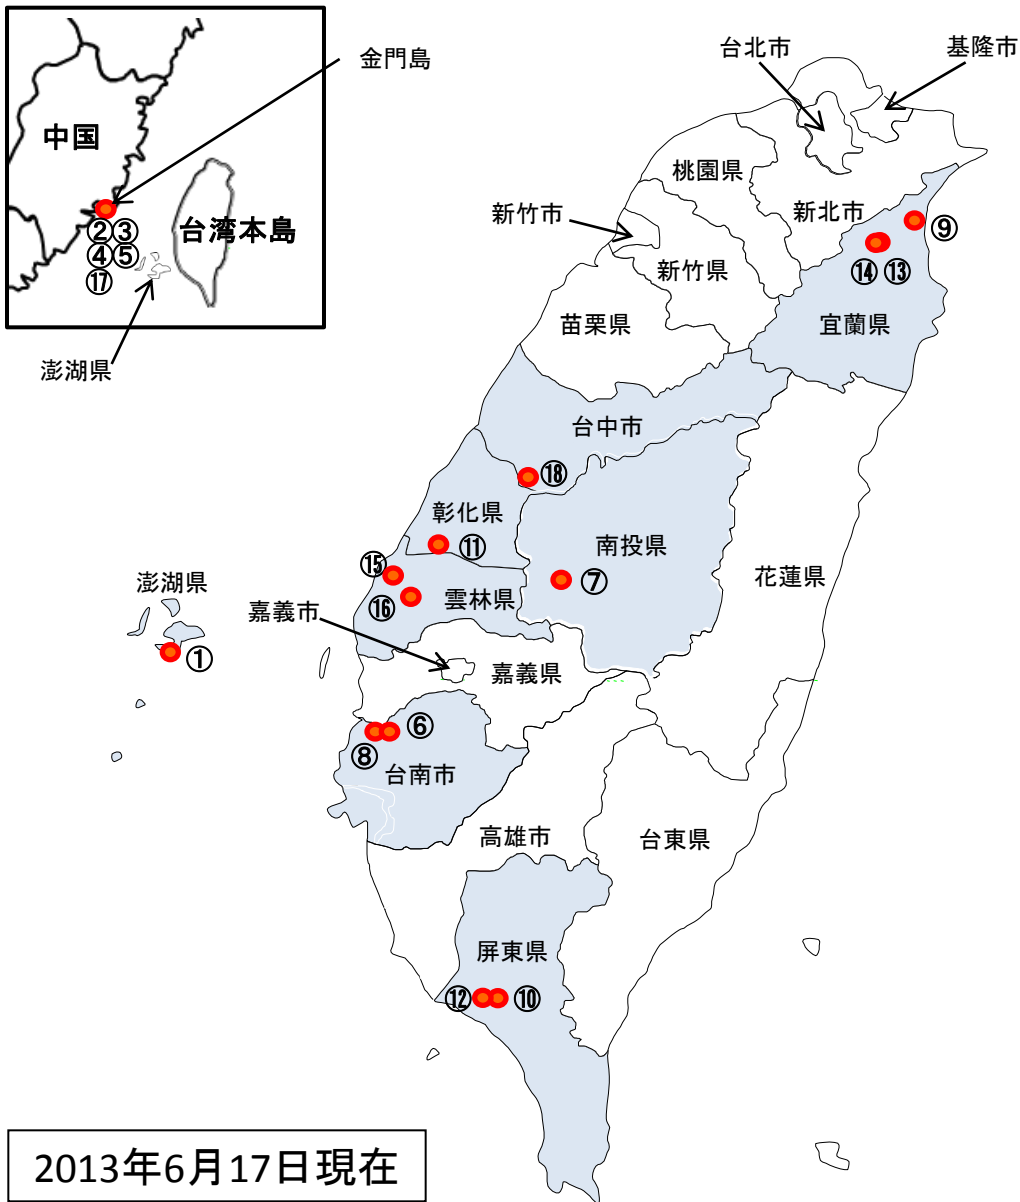 金門島
中国
台湾本島
②③
④⑤
⑰
澎湖県
台北市
基隆市
桃園県
新北市
新竹市
新竹県
苗栗県
⑨
⑭⑬
宜蘭県
台中市
⑱
彰化県
⑪
南投県
⑦
花蓮県
⑮
⑯
雲林県
澎湖県
①
嘉義市
嘉義県
⑥
⑧
台南市
高雄市
台東県
屏東県
⑫
⑩
2013年6月17日現在